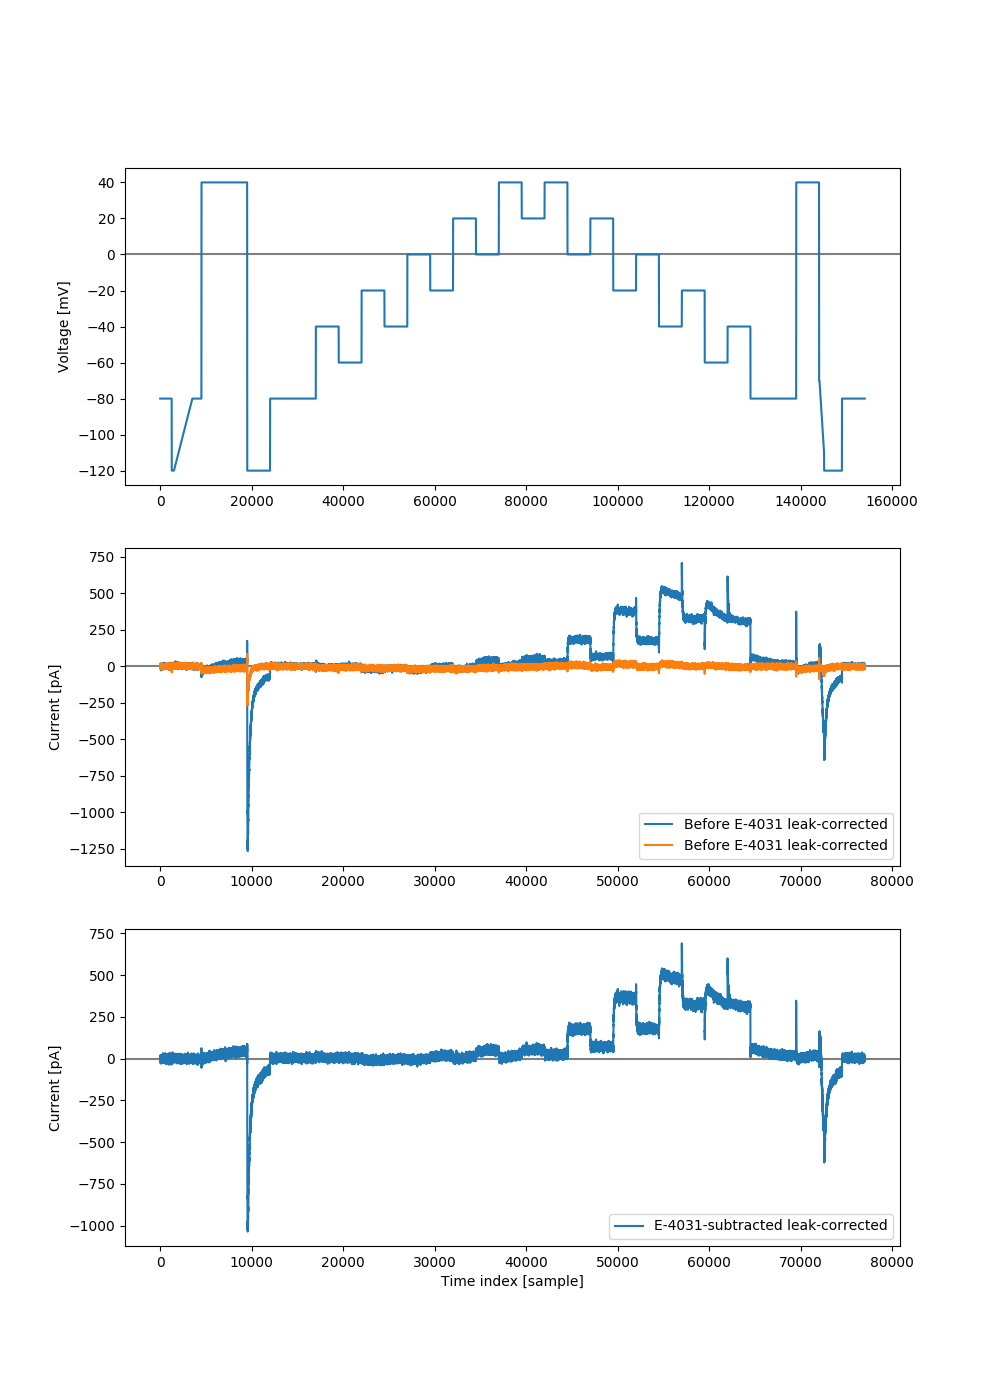 40
20
0
−20
−40
−60
−80
−100
−120
Voltage [mV]
0 20000 40000 60000 80000 100000 120000 140000 160000
750
500
250
0
−250
−500
−750
−1000
−1250
Current [pA]
Before E-4031 leak-corrected
Before E-4031 leak-corrected
0 10000 20000 30000 40000 50000 60000 70000 80000
750
500
250
0
−250
−500
−750
−1000
Current [pA]
E-4031-subtracted leak-corrected
0 10000 20000 30000 40000 50000 60000 70000 80000
Time index [sample]